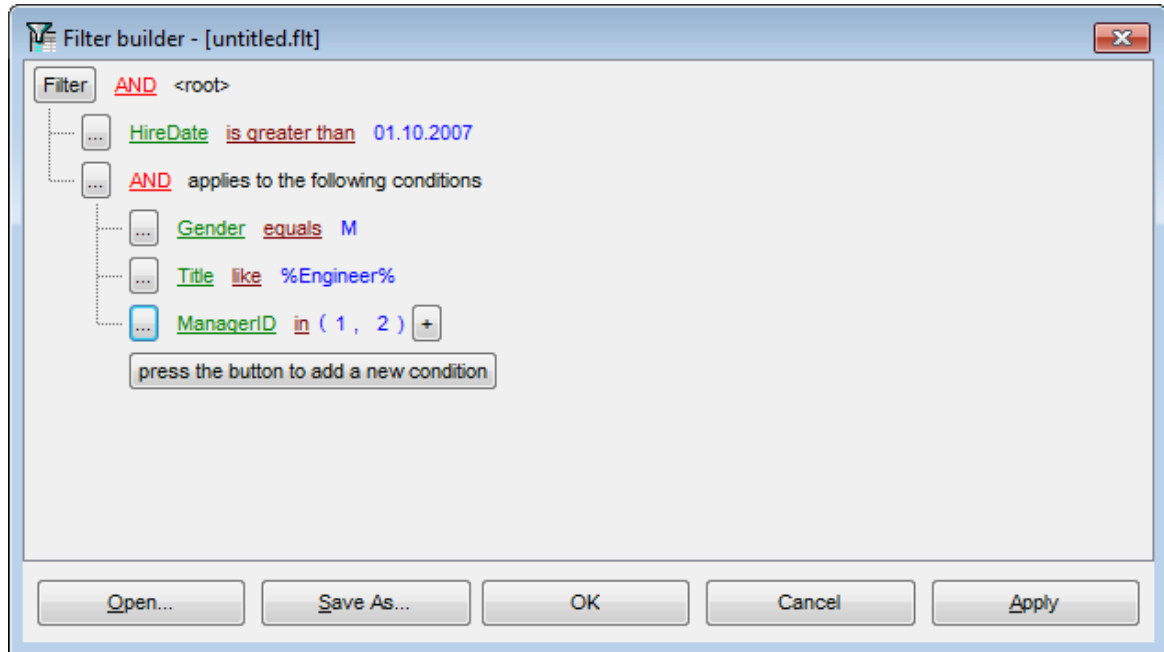 Filter builder - [untitled.flt]
Filter AND <root>
... HireDate is greater than 01.10.2007
... AND applies to the following conditions
... Gender equals M
... Title like %Engineer%
... ManagerID in ( 1 , 2 ) +
press the button to add a new condition
Open... Save As... OK Cancel Apply